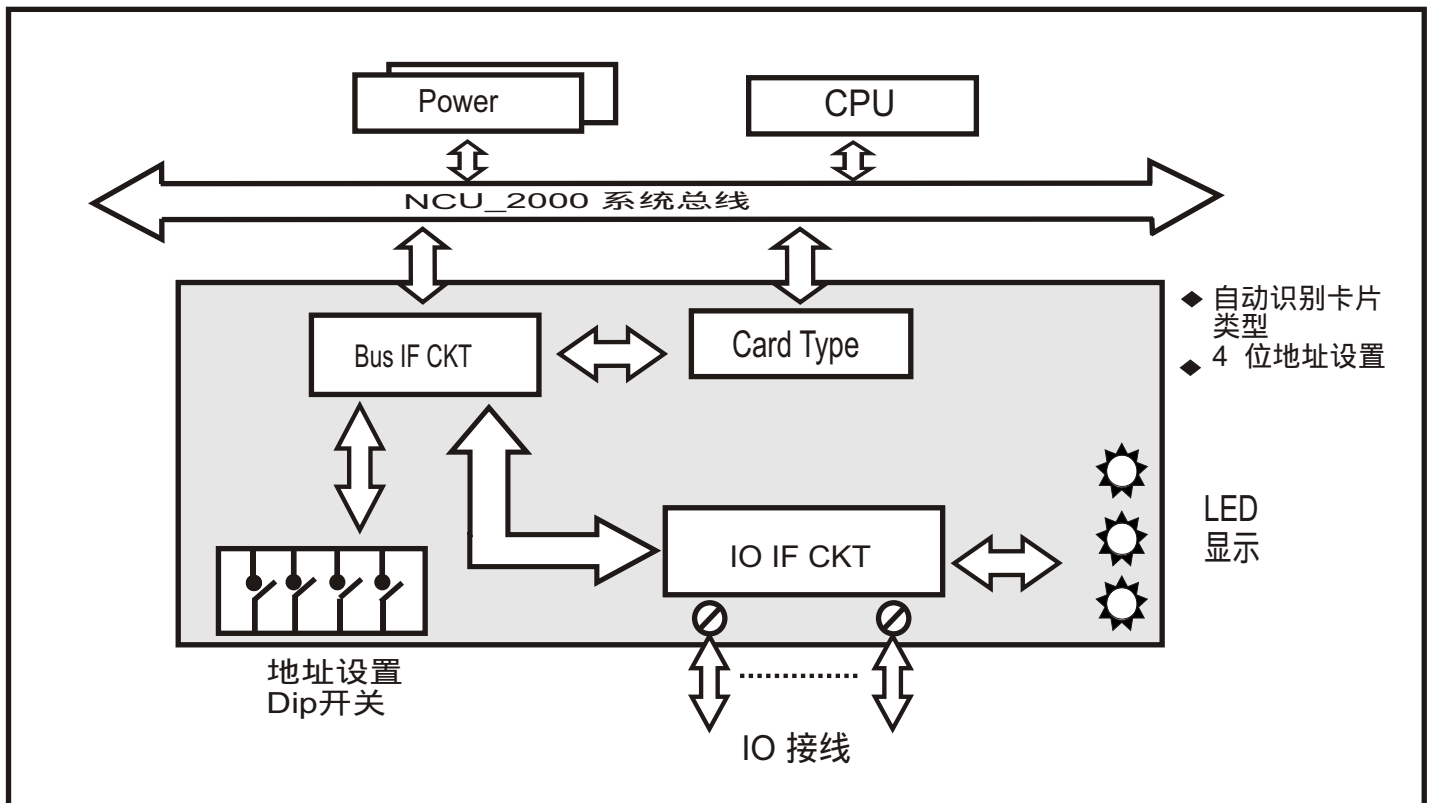 Power
CPU
NCU_2000 系统总线
Bus IF CKT
Card Type
自动识别卡片
类型
4 位地址设置
IO IF CKT
LED
显示
地址设置
Dip开关
IO 接线